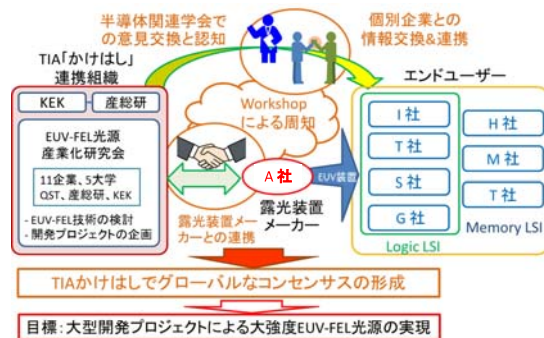 半導体関連学会で
の意見交換と認知
個別企業との
情報交換&連携
TIA「かけはし」
連携組織
エンドユーザー
KEK
産総研
EUV-FEL光源
産業化研究会
11企業、5大学
QST、産総研、KEK
- EUV-FEL技術の検討
- 開発プロジェクトの企画
Workshop
による周知
A社
EUV装置
露光装置
メーカー
露光装置メー
カーとの連携
I社
T社
S社
G社
Logic LSI
H社
M社
T社
Memory LSI
TIAかけはしでグローバルなコンセンサスの形成
目標：大型開発プロジェクトによる大強度EUV-FEL光源の実現